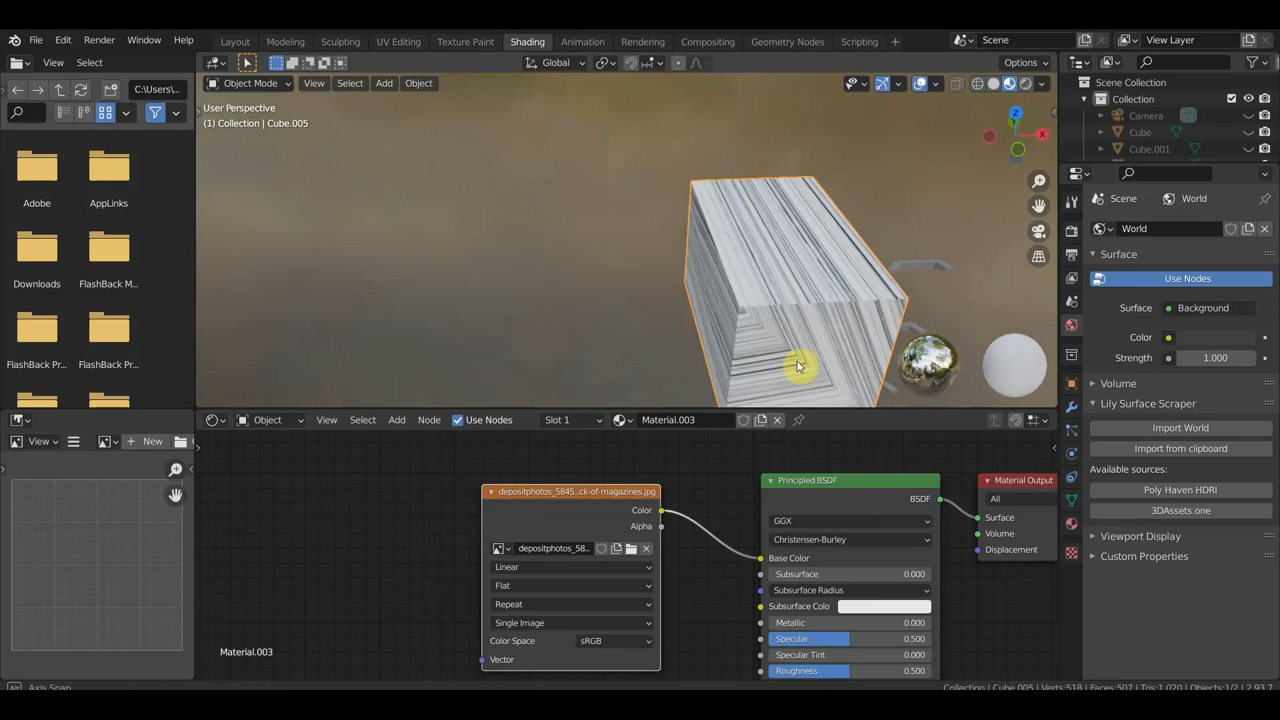 File Edit Render Window Help Layout Modeling Sculpting UV Editing Texture Paint Shading Animation Rendering Compositing Geometry Nodes Scripting + Scene View Layer
View Select Global Options
C:\Users\... Object Mode View Select Add Object
User Perspective
(1) Collection | Cube.005
Scene Collection
Collection
Camera
Cube
Cube.001
Z
Y
X
Adobe AppLinks
Downloads FlashBack M...
FlashBack Pr... FlashBack Pr...
Scene World
World
Surface
Use Nodes
Surface Background
Color
Strength 1.000
Volume
Lily Surface Scraper
Import World
Import from clipboard
Available sources:
Poly Haven HDRI
3DAssets.one
Viewport Display
Custom Properties
View + New
Object View Select Add Node Use Nodes Slot 1 Material.003
depositphotos_5845...ck-of-magazines.jpg
Color
Alpha
depositphotos_58...
Linear
Flat
Repeat
Single Image
Color Space sRGB
Vector
Principled BSDF
BSDF
GGX
Christensen-Burley
Base Color
Subsurface 0.000
Subsurface Radius
Subsurface Colo
Metallic 0.000
Specular 0.500
Specular Tint 0.000
Roughness 0.500
Material Output
All
Surface
Volume
Displacement
Material.003
Axis Snap
Collection | Cube.005 | Verts:518 | Faces:507 | Tris:1,020 | Objects:1/2 | 2.93.7